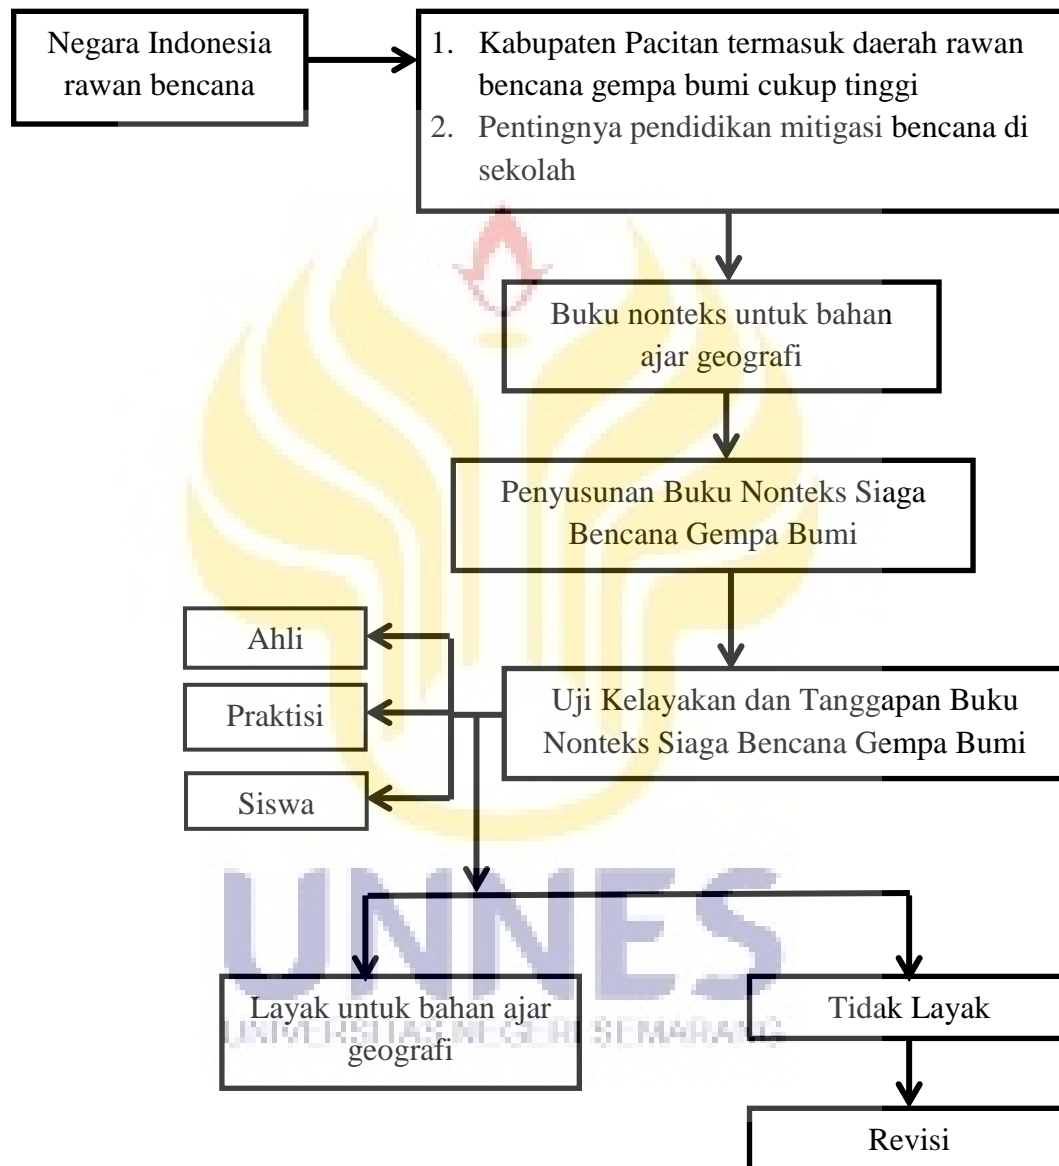 Negara Indonesia
rawan bencana
1. Kabupaten Pacitan termasuk daerah rawan
bencana gempa bumi cukup tinggi
2. Pentingnya pendidikan mitigasi bencana di
sekolah
Buku nonteks untuk bahan
ajar geografi
Penyusunan Buku Nonteks Siaga
Bencana Gempa Bumi
Ahli
Praktisi
Siswa
Uji Kelayakan dan Tanggapan Buku
Nonteks Siaga Bencana Gempa Bumi
UNNES
UNIVERSITAS NEGERI SEMARANG
Layak untuk bahan ajar
geografi
Tidak Layak
Revisi